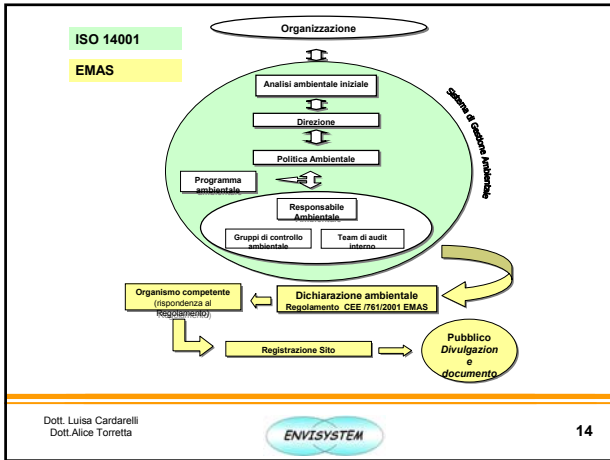 Organizzazione
ISO 14001
EMAS
Analisi ambientale iniziale
Direzione
Politica Ambientale
Programma
ambientale
Responsabile
Ambientale
Gruppi di controllo
ambientale
Team di audit
interno
Sistema di Gestione Ambientale
Organismo competente
(rispondenza al
Regolamento)
Dichiarazione ambientale
Regolamento CEE /761/2001 EMAS
Registrazione Sito
Pubblico
Divulgazion
e
documento
Dott. Luisa Cardarelli
Dott.Alice Torretta
ENVISYSTEM
14